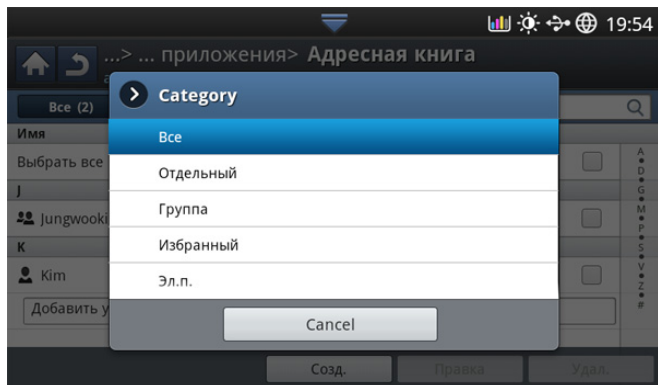 19:54
...> ... приложения> Адресная книга
Все (2)
Category
Имя
Все
Выбрать все
Отдельный
J
Группа
Jungwooki
K
Избранный
Kim
Эл.п.
Добавить у
A
D
G
M
P
S
V
Z
#
Cancel
Созд.
Правка
Удал.